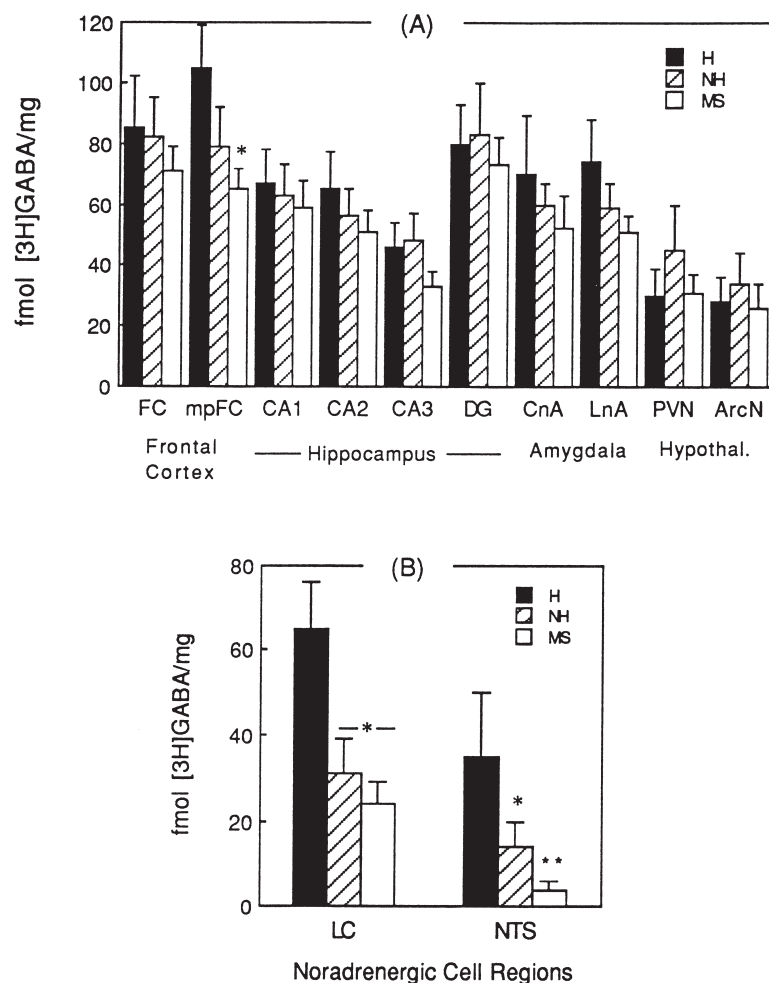 (A)
fmol [3H]GABA/mg
120
100
80
60
40
20
0
H
NH
MS
*
FC mpFC CA1 CA2 CA3 DG CnA LnA PVN ArcN
Frontal Cortex
Hippocampus
Amygdala
Hypothal.
(B)
fmol [3H]GABA/mg
80
60
40
20
0
H
NH
MS
*
*
**
LC NTS
Noradrenergic Cell Regions